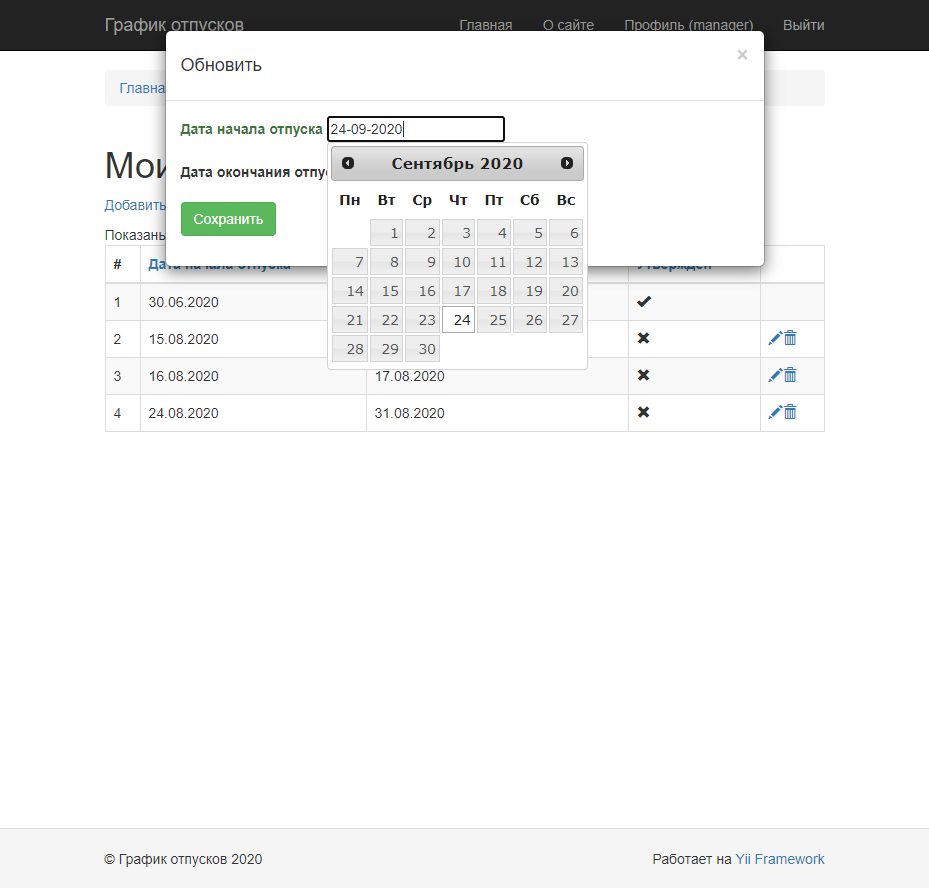 График отпусков Главная О сайте Профиль (manager) Выйти
Обновить ×
Дата начала отпуска 24-09-2020
Дата окончания
Сохранить
Сентябрь 2020
Пн Вт Ср Чт Пт Сб Вс
1 2 3 4 5 6
7 8 9 10 11 12 13
14 15 16 17 18 19 20
21 22 23 24 25 26 27
28 29 30
Добавить
# Дата начала отпуска Утвержден
1 30.06.2020
2 15.08.2020
3 16.08.2020 17.08.2020
4 24.08.2020 31.08.2020
© График отпусков 2020 Работает на Yii Framework